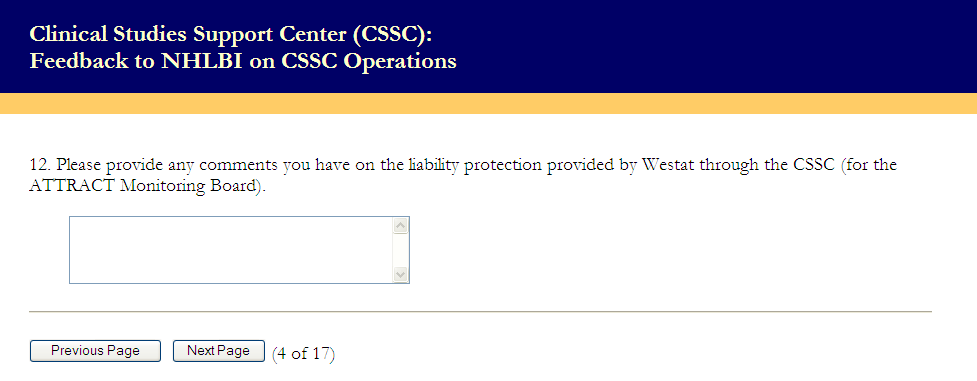 Clinical Studies Support Center (CSSC):
Feedback to NHLBI on CSSC Operations
12. Please provide any comments you have on the liability protection provided by Westat through the CSSC (for the
ATTRACT Monitoring Board).
Previous Page Next Page (4 of 17)